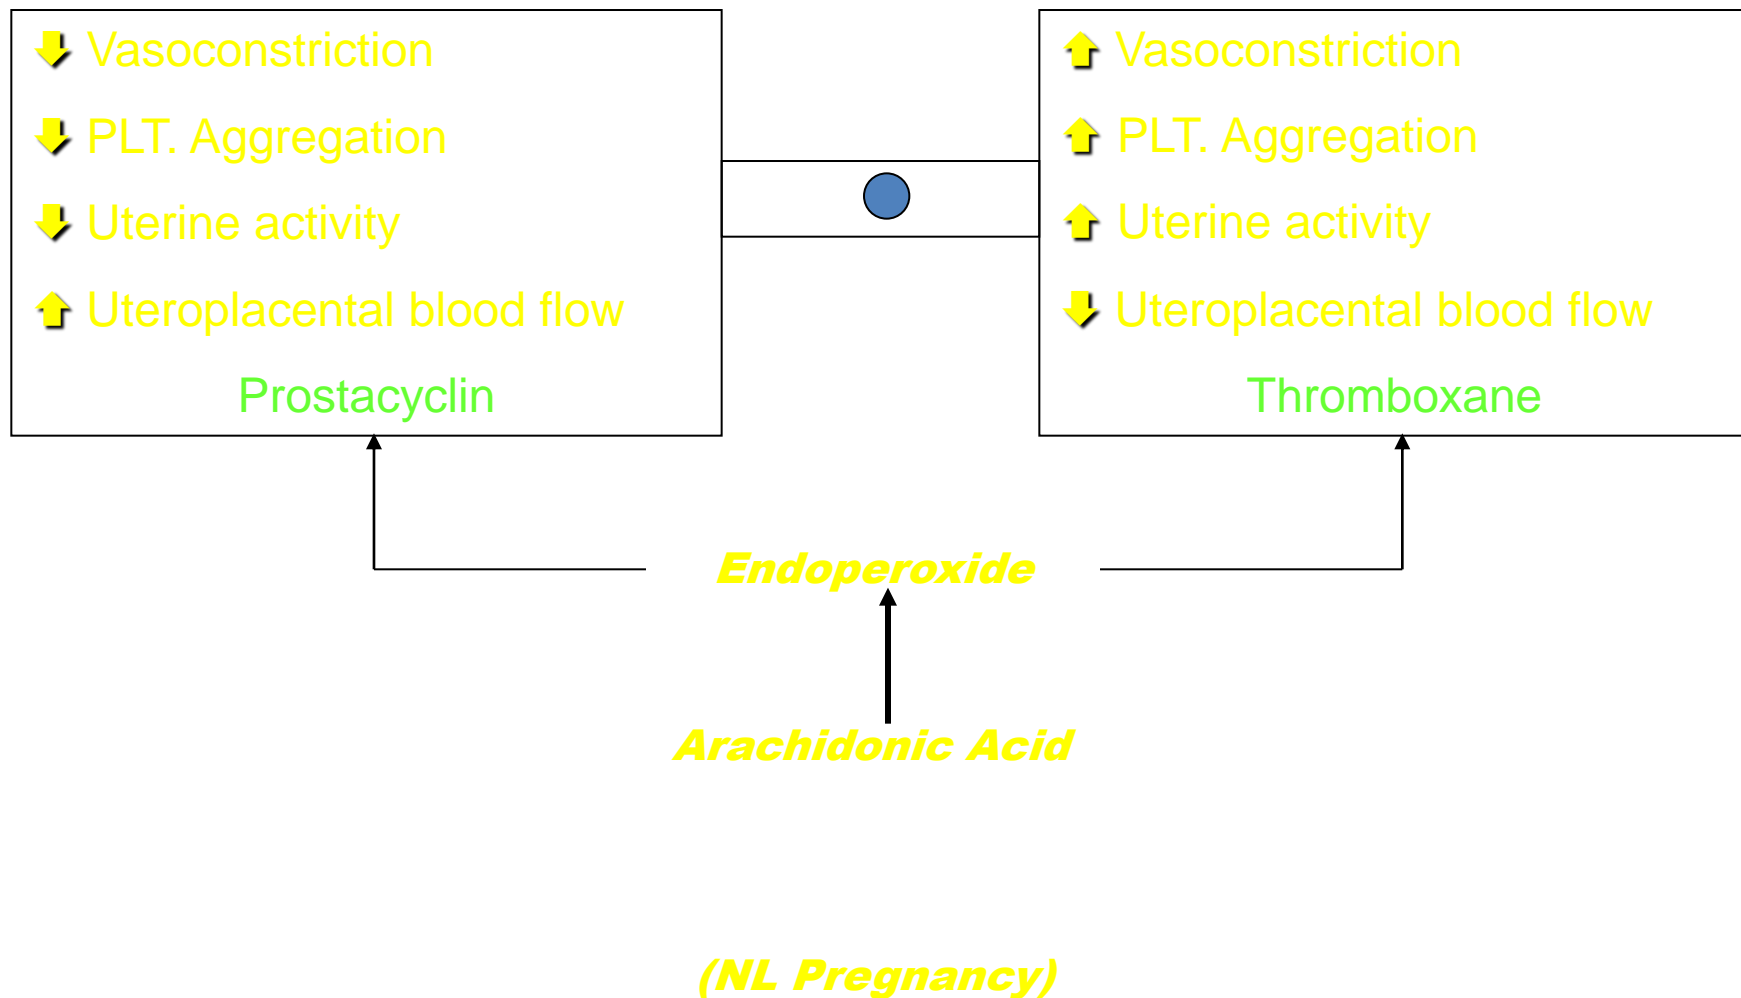 Vasoconstriction
PLT. Aggregation
Uterine activity
Uteroplacental blood flow
Prostacyclin
Vasoconstriction
PLT. Aggregation
Uterine activity
Uteroplacental blood flow
Thromboxane
Endoperoxide
Arachidonic Acid
(NL Pregnancy)